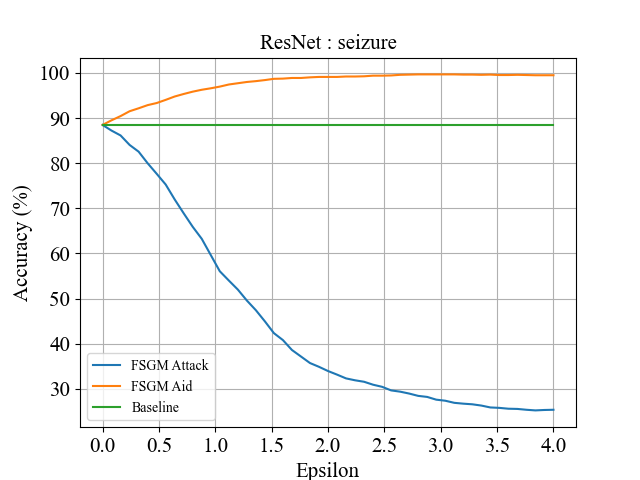 ResNet : seizure
Accuracy (%)
100
90
80
70
60
50
40
30
FSGM Attack
FSGM Aid
Baseline
0.0 0.5 1.0 1.5 2.0 2.5 3.0 3.5 4.0
Epsilon